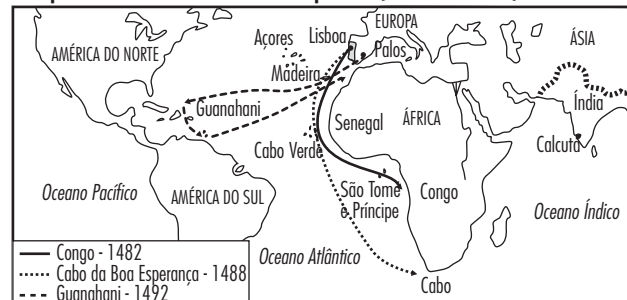 EUROPA
Lisboa
Açores
ÁSIA
AMÉRICA DO NORTE
Palos
Madeira
Guanahani
Índia
Senegal
ÁFRICA
Cabo Verde
Calcutá
São Tomé
e Príncipe
Congo
Oceano Pacífico
AMÉRICA DO SUL
Oceano Índico
Oceano Atlântico
Cabo
Congo - 1482
Cabo da Boa Esperança - 1488
Guanahani - 1492